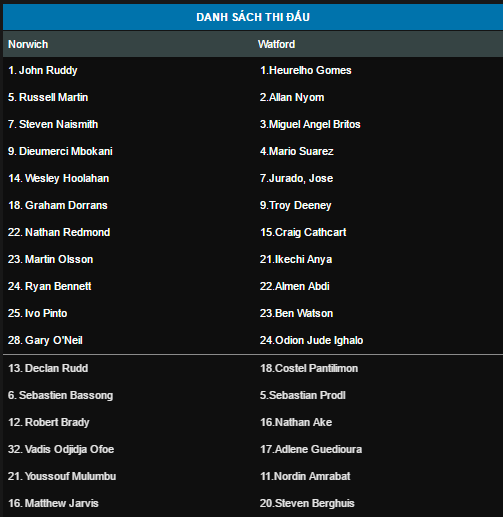 DANH SÁCH THI ĐẤU
Norwich Watford
1. John Ruddy 1.Heurelho Gomes
5. Russell Martin 2.Allan Nyom
7. Steven Naismith 3.Miguel Angel Britos
9. Dieumerci Mbokani 4.Mario Suarez
14. Wesley Hoolahan 7.Jurado, Jose
18. Graham Dorrans 9.Troy Deeney
22. Nathan Redmond 15.Craig Cathcart
23. Martin Olsson 21.Ikechi Anya
24. Ryan Bennett 22.Almen Abdi
25. Ivo Pinto 23.Ben Watson
28. Gary O'Neil 24.Odion Jude Ighalo
13. Declan Rudd 18.Costel Pantilimon
6. Sebastien Bassong 5.Sebastian Prodl
12. Robert Brady 16.Nathan Ake
32. Vadis Odjidja Ofoe 17.Adlene Guedioura
21. Youssouf Mulumbu 11.Nordin Amrabat
16. Matthew Jarvis 20.Steven Berghuis